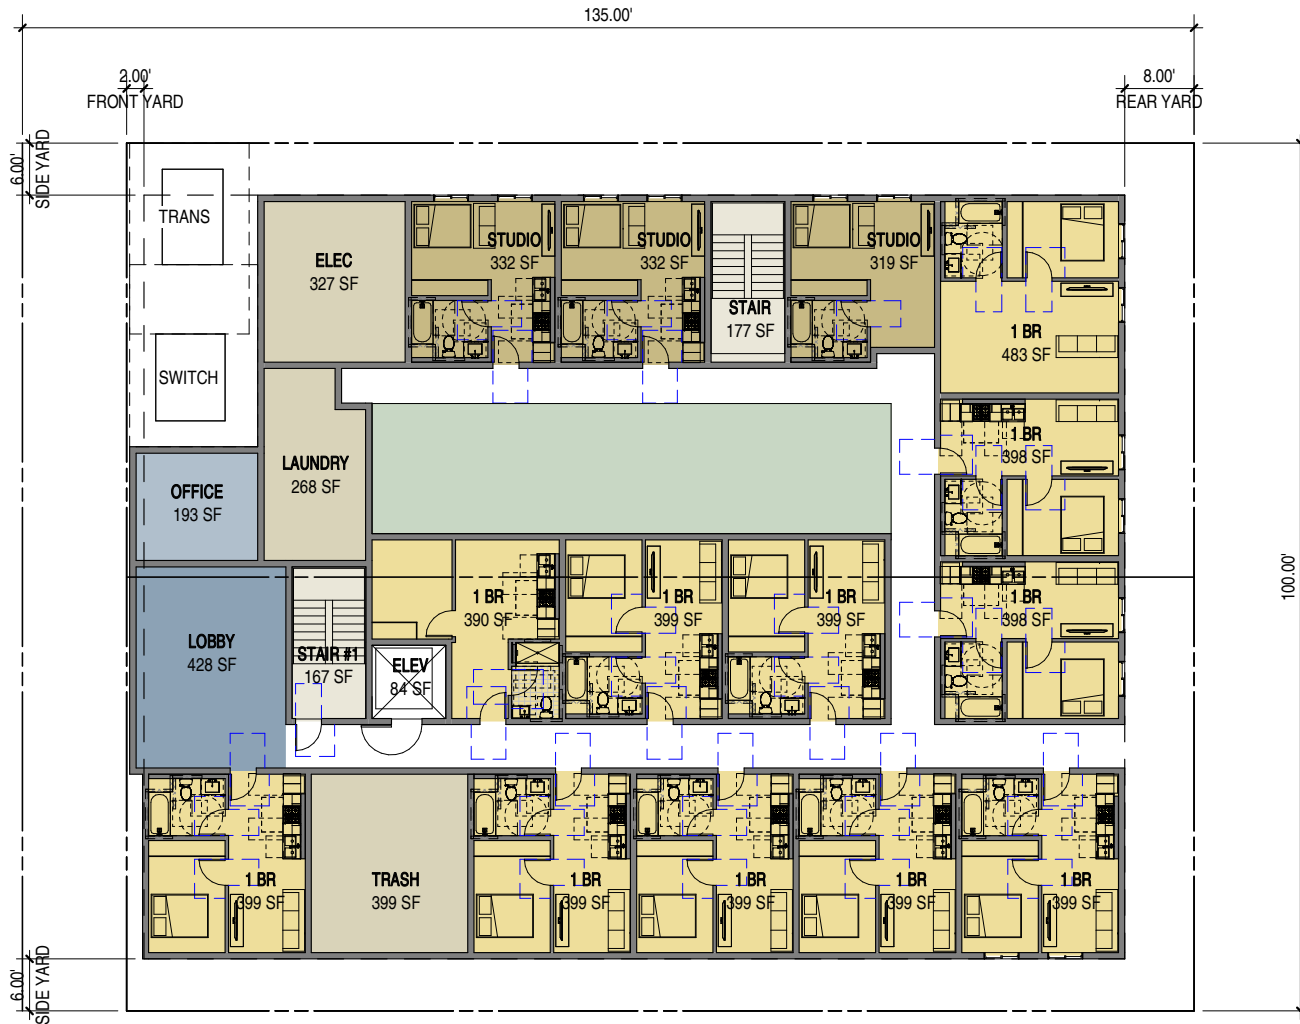 135.00'
2.00'
FRONT YARD
8.00'
REAR YARD
6.00'
SIDE YARD
TRANS
SWITCH
ELEC
327 SF
STUDIO
332 SF
STUDIO
332 SF
STAIR
177 SF
STUDIO
319 SF
1 BR
483 SF
1 BR
398 SF
LAUNDRY
268 SF
OFFICE
193 SF
LOBBY
428 SF
STAIR #1
167 SF
ELEV
84 SF
1 BR
390 SF
1 BR
399 SF
1 BR
399 SF
1 BR
398 SF
100.00'
1 BR
399 SF
TRASH
399 SF
1 BR
399 SF
1 BR
399 SF
1 BR
399 SF
1 BR
399 SF
6.00'
SIDE YARD